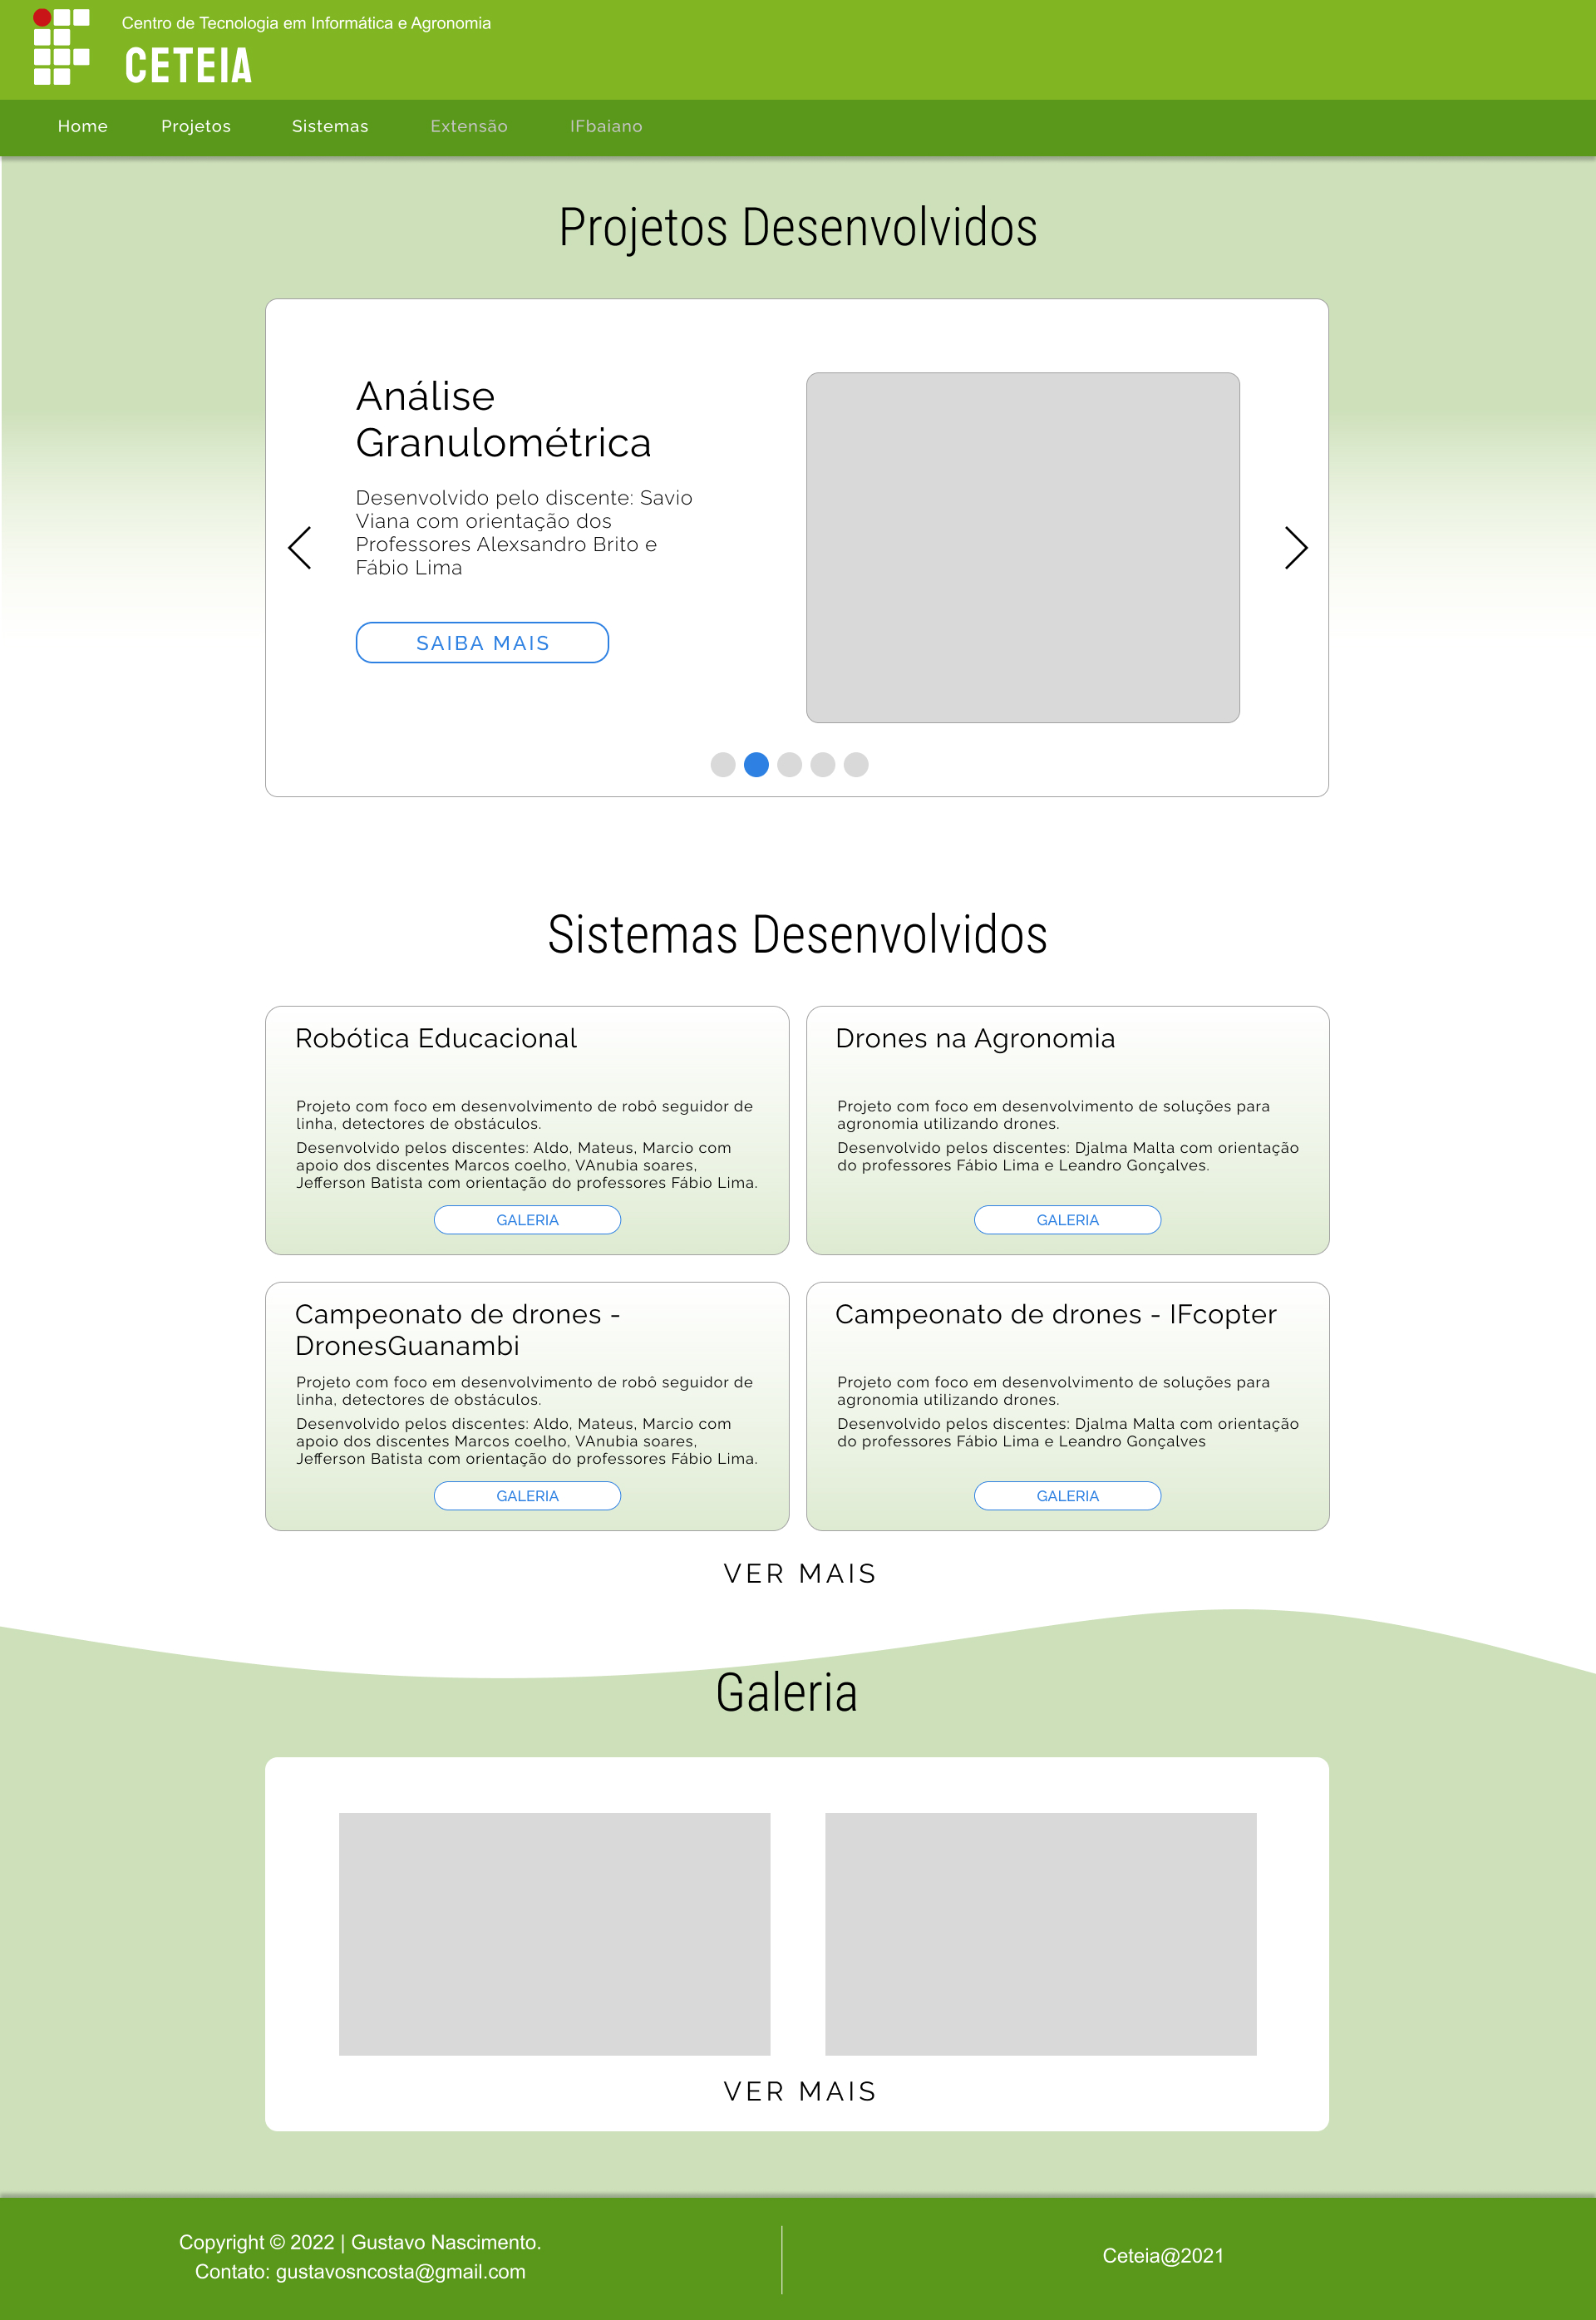 Centro de Tecnologia em Informática e Agronomia
CETEIA
Home Projetos Sistemas Extensão IFbaiano
Projetos Desenvolvidos
Análise
Granulométrica
Desenvolvido pelo discente: Savio
Viana com orientação dos
Professores Alexsandro Brito e
Fábio Lima
SAIBA MAIS
Sistemas Desenvolvidos
Robótica Educacional
Projeto com foco em desenvolvimento de robô seguidor de
linha, detectores de obstáculos.
Desenvolvido pelos discentes: Aldo, Mateus, Marcio com
apoio dos discentes Marcos coelho, VAnubia soares,
Jefferson Batista com orientação do professores Fábio Lima.
GALERIA
Drones na Agronomia
Projeto com foco em desenvolvimento de soluções para
agronomia utilizando drones.
Desenvolvido pelos discentes: Djalma Malta com orientação
do professores Fábio Lima e Leandro Gonçalves.
GALERIA
Campeonato de drones -
DronesGuanambi
Projeto com foco em desenvolvimento de robô seguidor de
linha, detectores de obstáculos.
Desenvolvido pelos discentes: Aldo, Mateus, Marcio com
apoio dos discentes Marcos coelho, VAnubia soares,
Jefferson Batista com orientação do professores Fábio Lima.
GALERIA
Campeonato de drones - IFcopter
Projeto com foco em desenvolvimento de soluções para
agronomia utilizando drones.
Desenvolvido pelos discentes: Djalma Malta com orientação
do professores Fábio Lima e Leandro Gonçalves
GALERIA
VER MAIS
Galeria
VER MAIS
Copyright © 2022 | Gustavo Nascimento.
Contato: gustavosncosta@gmail.com
Ceteia@2021